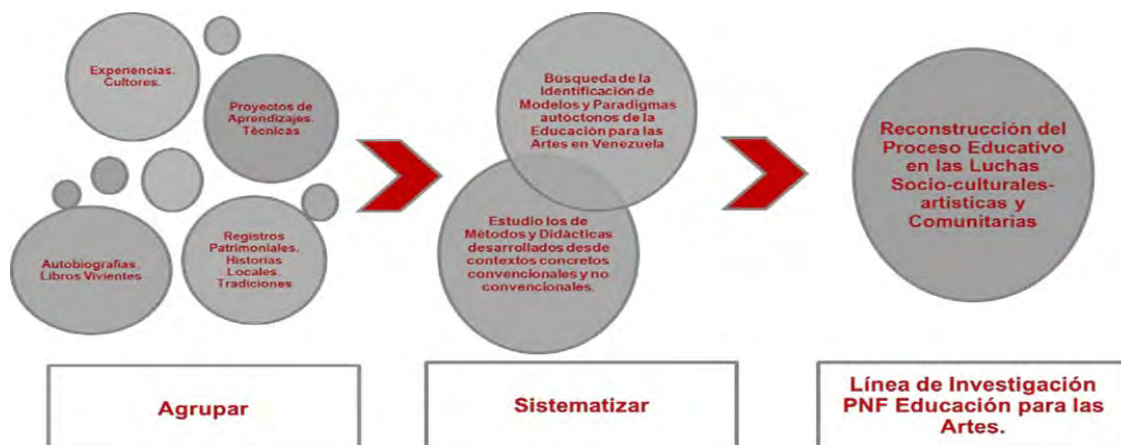 Experiencias.
Cultores.
Proyectos de
Aprendizajes.
Técnicas
Autobiografías.
Libros Vivientes
Registros
Patrimoniales.
Historias
Locales.
Tradiciones
Búsqueda de la
Identificación de
Modelos y Paradigmas
autóctonos de la
Educación para las
Artes en Venezuela
Estudio los de
Métodos y Didácticas
desarrollados desde
contextos concretos
convencionales y no
convencionales.
Reconstrucción del
Proceso Educativo
en las Luchas
Socio-culturales-
artísticas y
Comunitarias
Agrupar
Sistematizar
Línea de Investigación
PNF Educación para las
Artes.